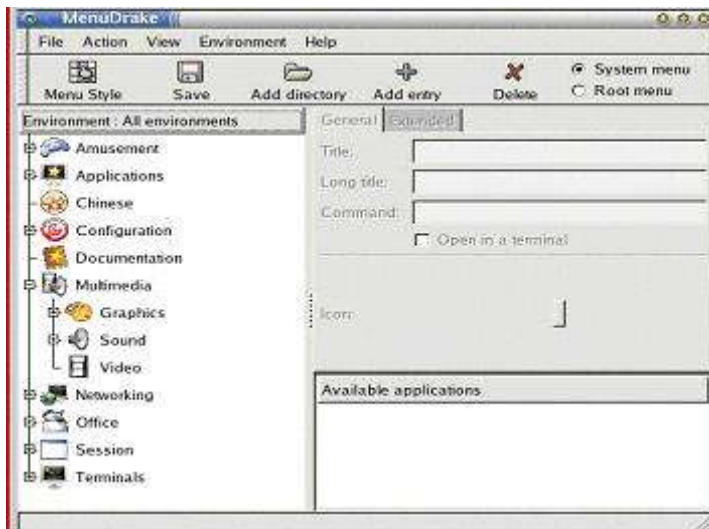 MenuDrake
File Action View Environment Help
Menu Style Save Add directory Add entry Delete
System menu
Root menu
Environment : All environments
Amusement
Applications
Chinese
Configuration
Documentation
Multimedia
Graphics
Sound
Video
Networking
Office
Session
Terminals
General Extended
Title:
Long title:
Command:
Open in a terminal
Icon:
Available applications